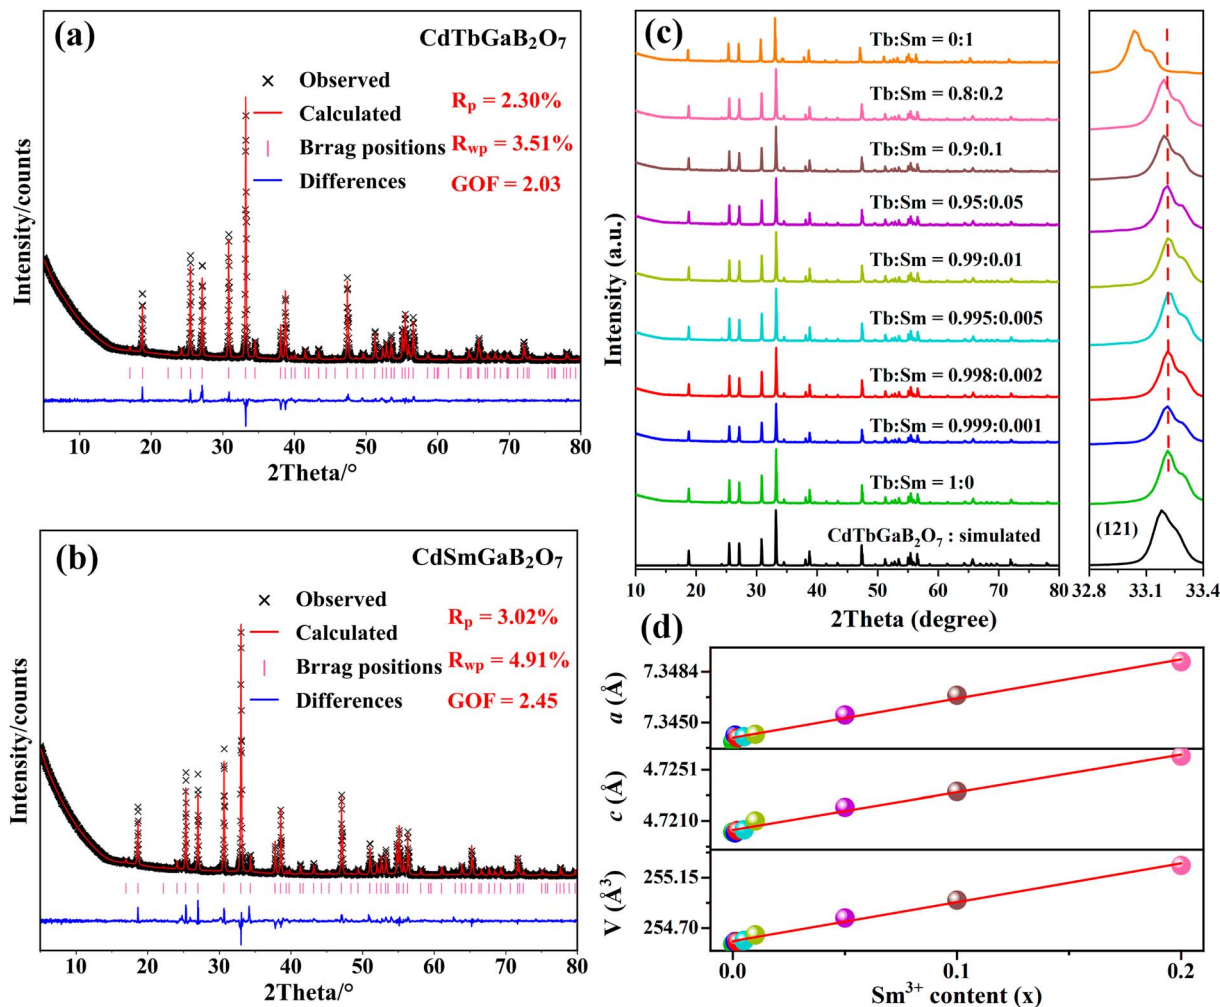 (a)
CdTbGaB₂O₇
Observed
Calculated
Brrag positions
Differences
Rₚ = 2.30%
R_wp = 3.51%
GOF = 2.03
Intensity/counts
10 20 30 40 50 60 70 80
2Theta/°
(b)
CdSmGaB₂O₇
Observed
Calculated
Brrag positions
Differences
Rₚ = 3.02%
R_wp = 4.91%
GOF = 2.45
Intensity/counts
10 20 30 40 50 60 70 80
2Theta/°
(c)
Tb:Sm = 0:1
Tb:Sm = 0.8:0.2
Tb:Sm = 0.9:0.1
Tb:Sm = 0.95:0.05
Tb:Sm = 0.99:0.01
Tb:Sm = 0.995:0.005
Tb:Sm = 0.998:0.002
Tb:Sm = 0.999:0.001
Tb:Sm = 1:0
CdTbGaB₂O₇ : simulated
(121)
Intensity (a.u.)
10 20 30 40 50 60 70 80
32.8 33.1 33.4
2Theta (degree)
(d)
a (Å)
7.3484
7.3450
c (Å)
4.7251
4.7210
V (Å³)
255.15
254.70
0.0 0.1 0.2
Sm³⁺ content (x)